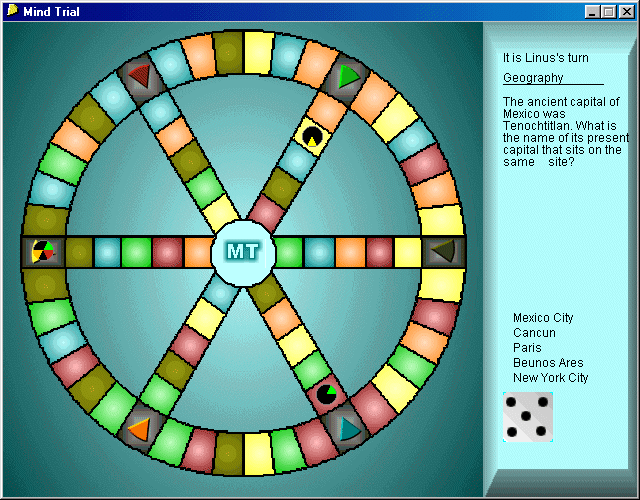 Mind Trial
It is Linus's turn
Geography
The ancient capital of
Mexico was
Tenochtitlan. What is
the name of its present
capital that sits on the
same    site?
MT
Mexico City
Cancun
Paris
Beunos Ares
New York City